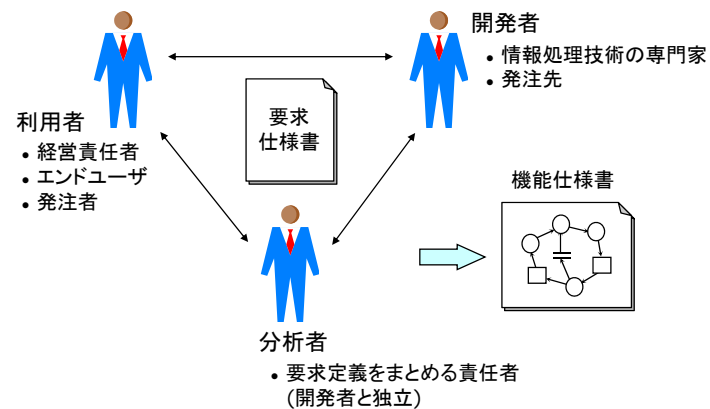 開発者
• 情報処理技術の専門家
• 発注先
要求
仕様書
利用者
• 経営責任者
• エンドユーザ
• 発注者
機能仕様書
分析者
• 要求定義をまとめる責任者
(開発者と独立)